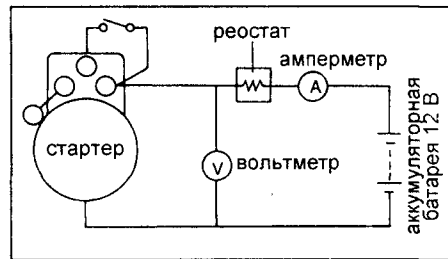 реостат
амперметр
A
стартер
V
вольтметр
аккумуляторная
батарея 12 В